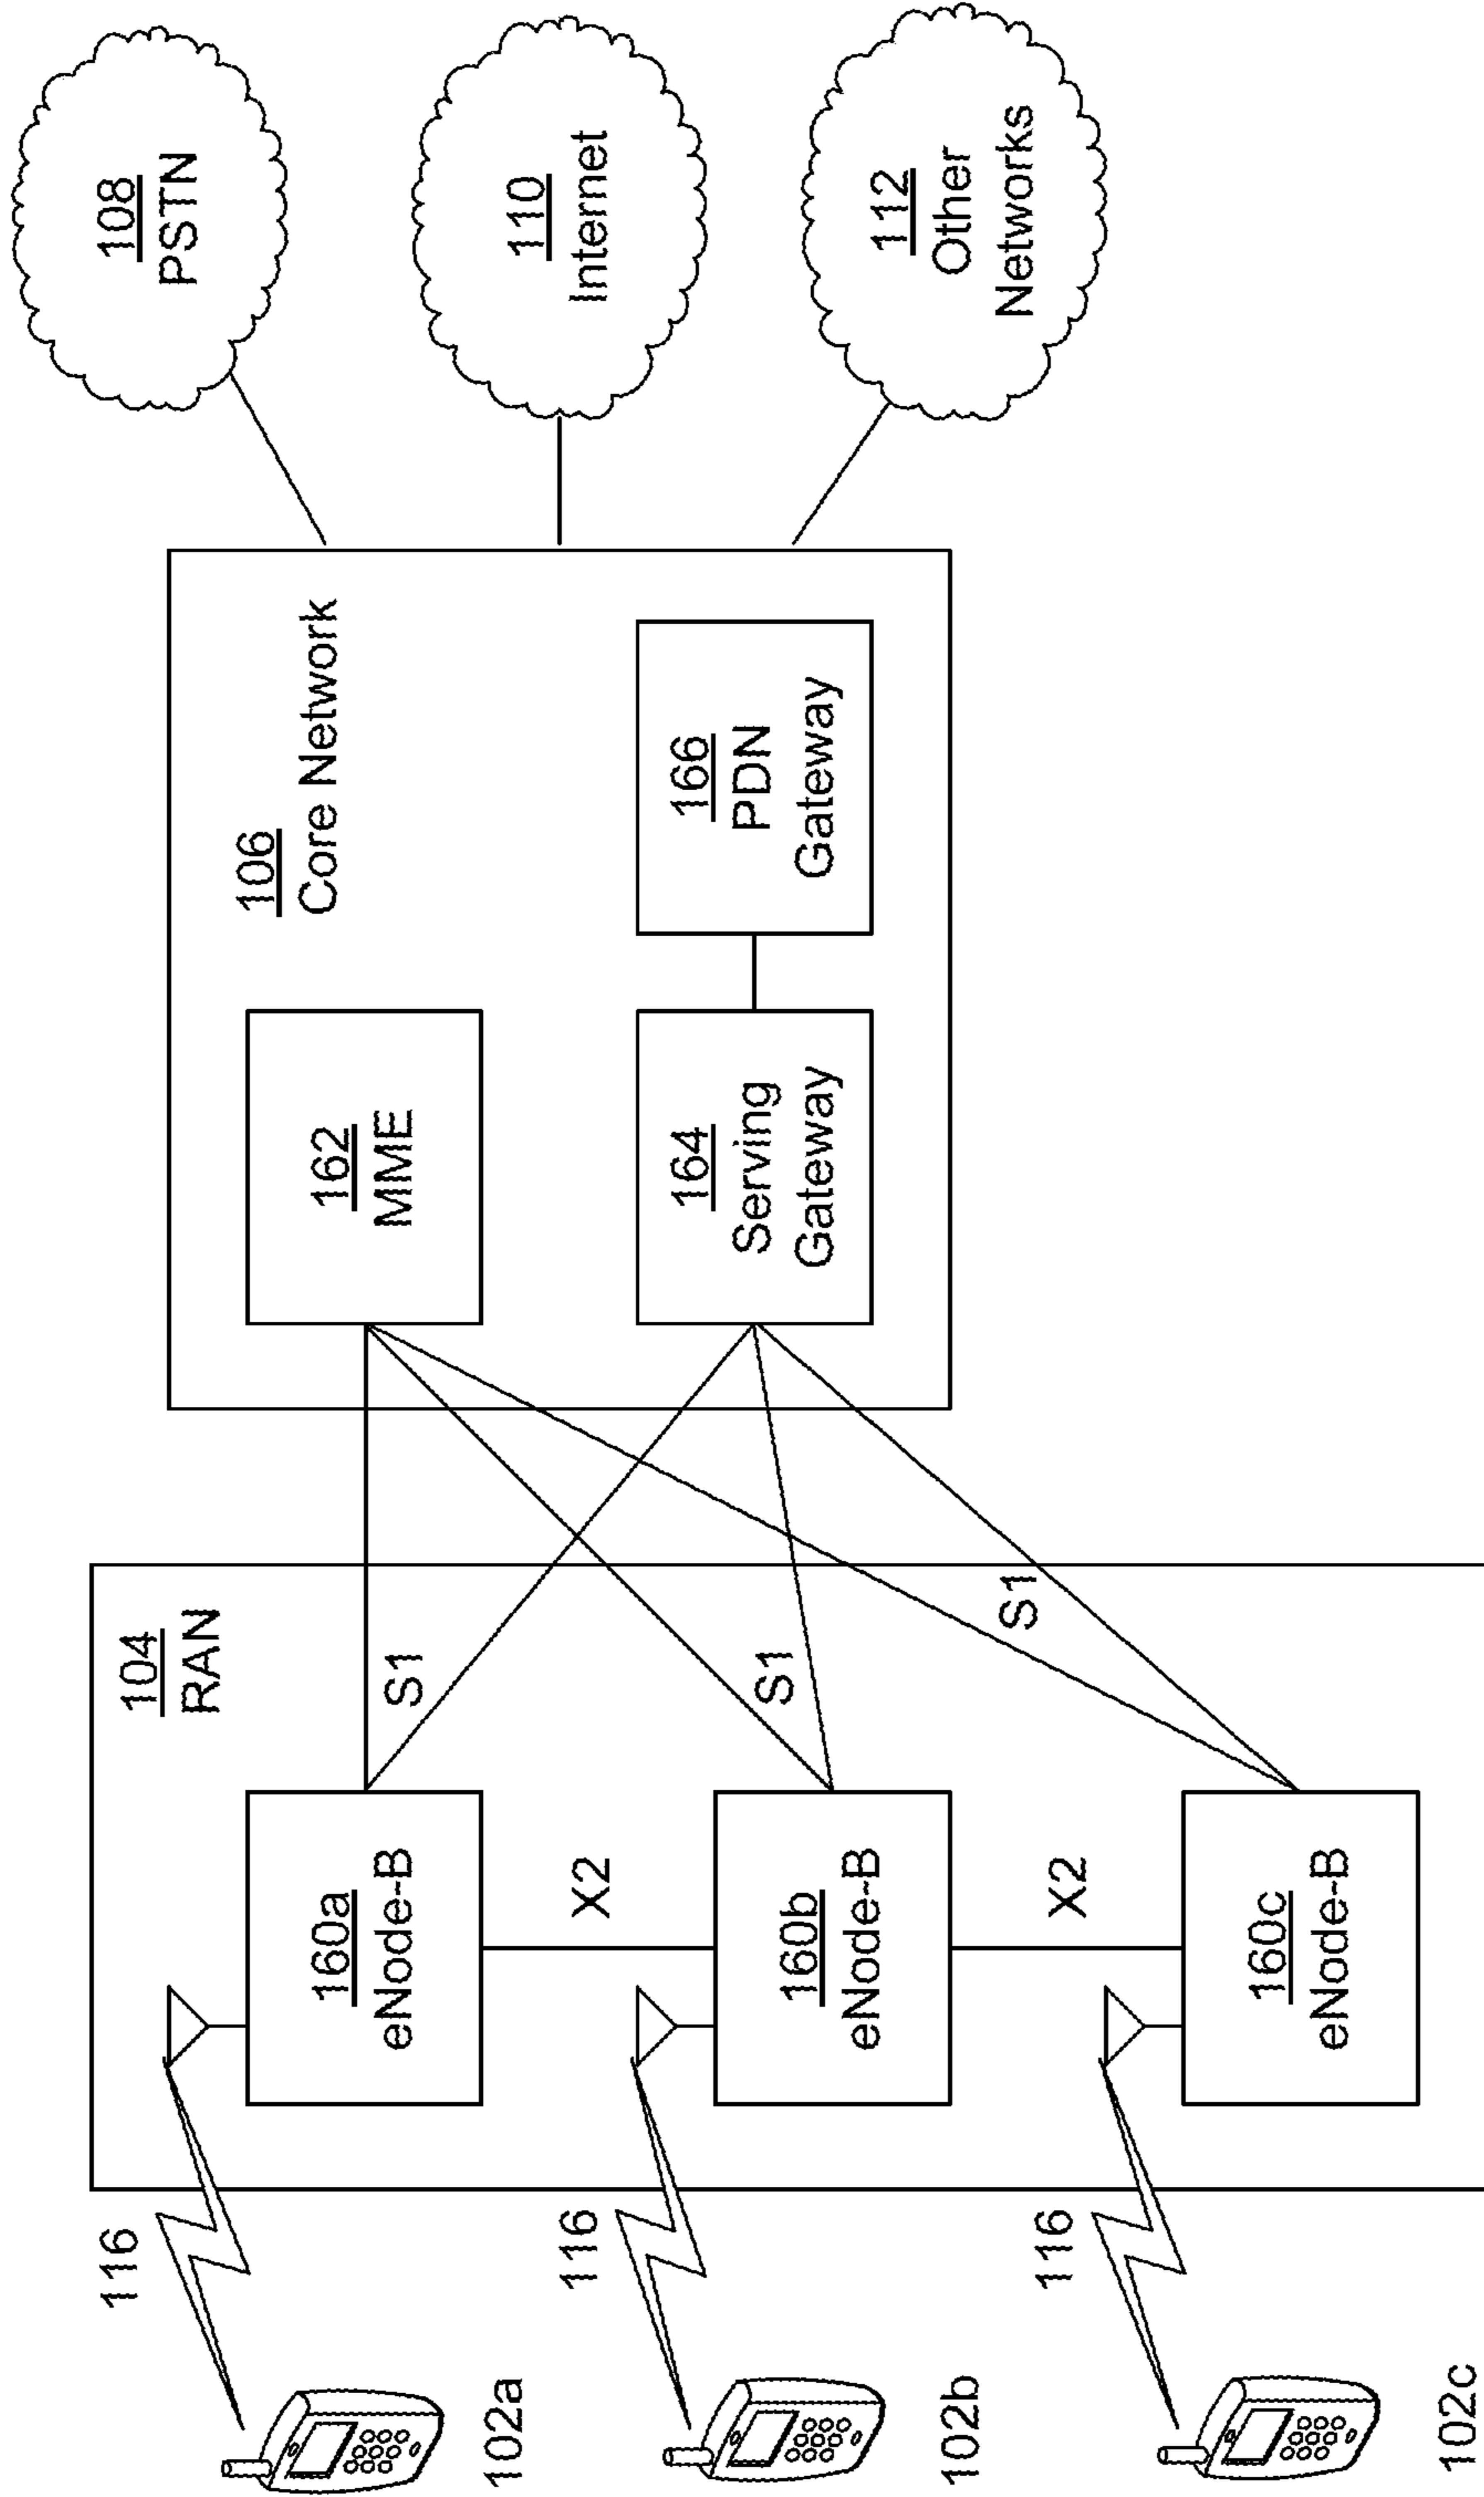 116
104
RAN
160a
eNode-B
S1
102a
X2
116
160b
eNode-B
S1
102b
X2
116
160c
eNode-B
S1
102c
106
Core Network
162
MME
164
Serving
Gateway
166
PDN
Gateway
108
PSTN
110
Internet
112
Other
Networks